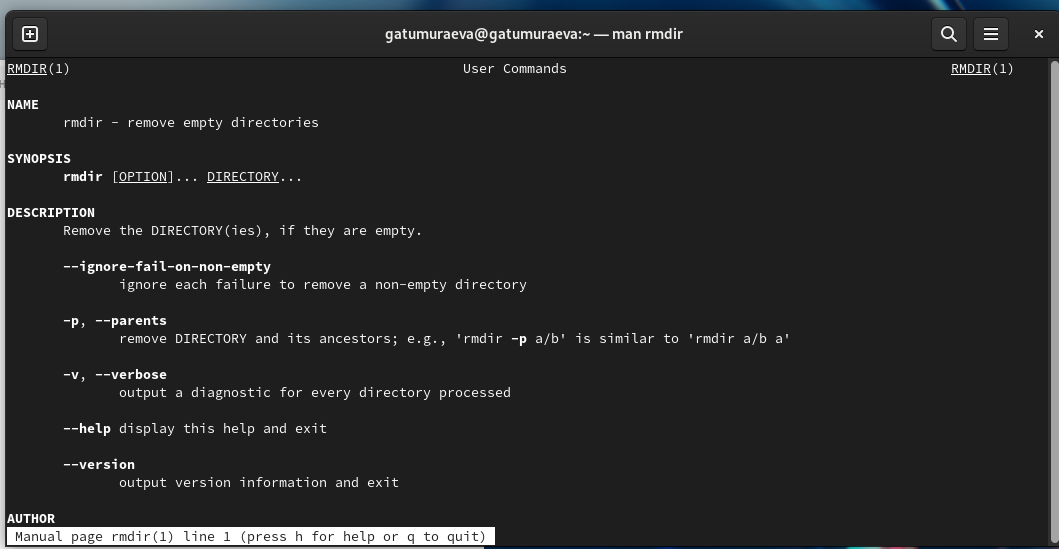 gatumuraeva@gatumuraeva:~ — man rmdir
RMDIR(1) User Commands RMDIR(1)
NAME
rmdir - remove empty directories
SYNOPSIS
rmdir [OPTION]... DIRECTORY...
DESCRIPTION
Remove the DIRECTORY(ies), if they are empty.
--ignore-fail-on-non-empty
ignore each failure to remove a non-empty directory
-p, --parents
remove DIRECTORY and its ancestors; e.g., 'rmdir -p a/b' is similar to 'rmdir a/b a'
-v, --verbose
output a diagnostic for every directory processed
--help display this help and exit
--version
output version information and exit
AUTHOR
Manual page rmdir(1) line 1 (press h for help or q to quit)